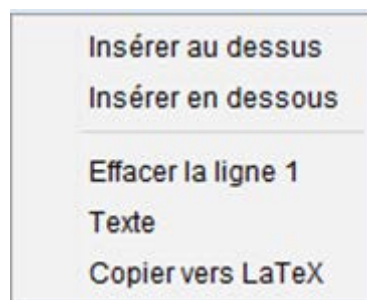 Insérer au dessus
Insérer en dessous
Effacer la ligne 1
Texte
Copier vers LaTeX